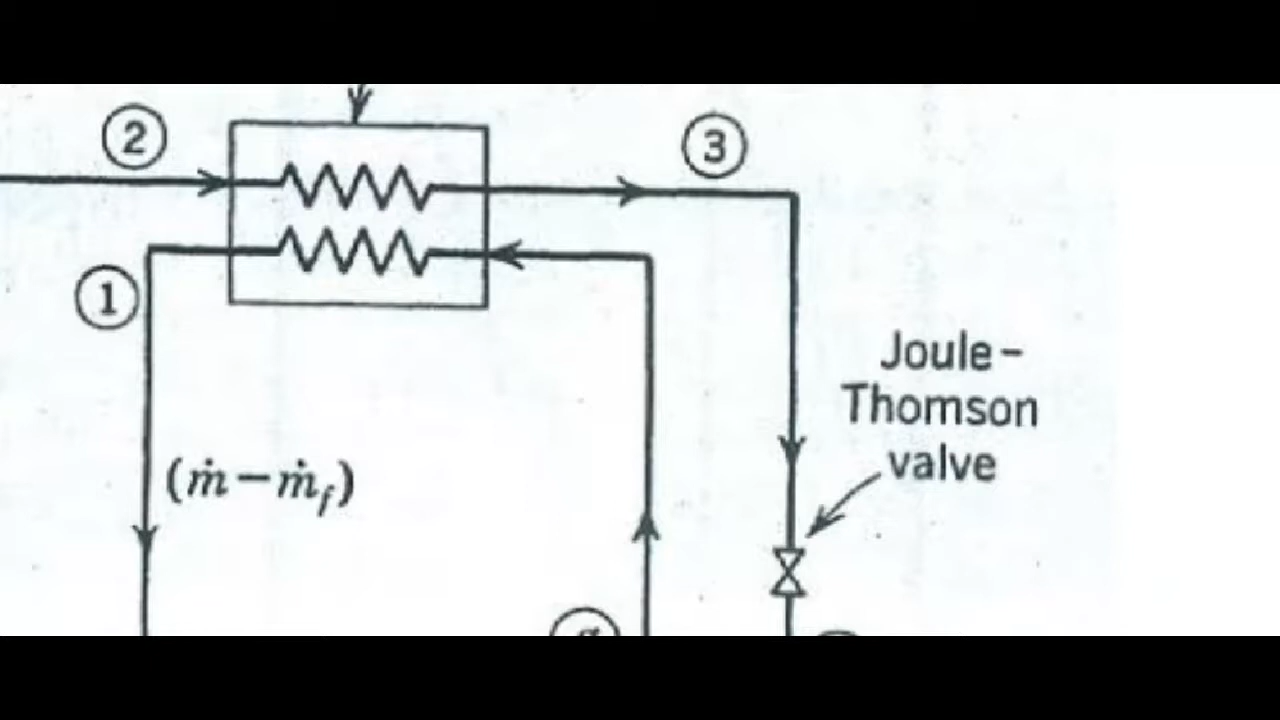 ②
③
①
Joule–
Thomson
valve
(ṁ−ṁf)